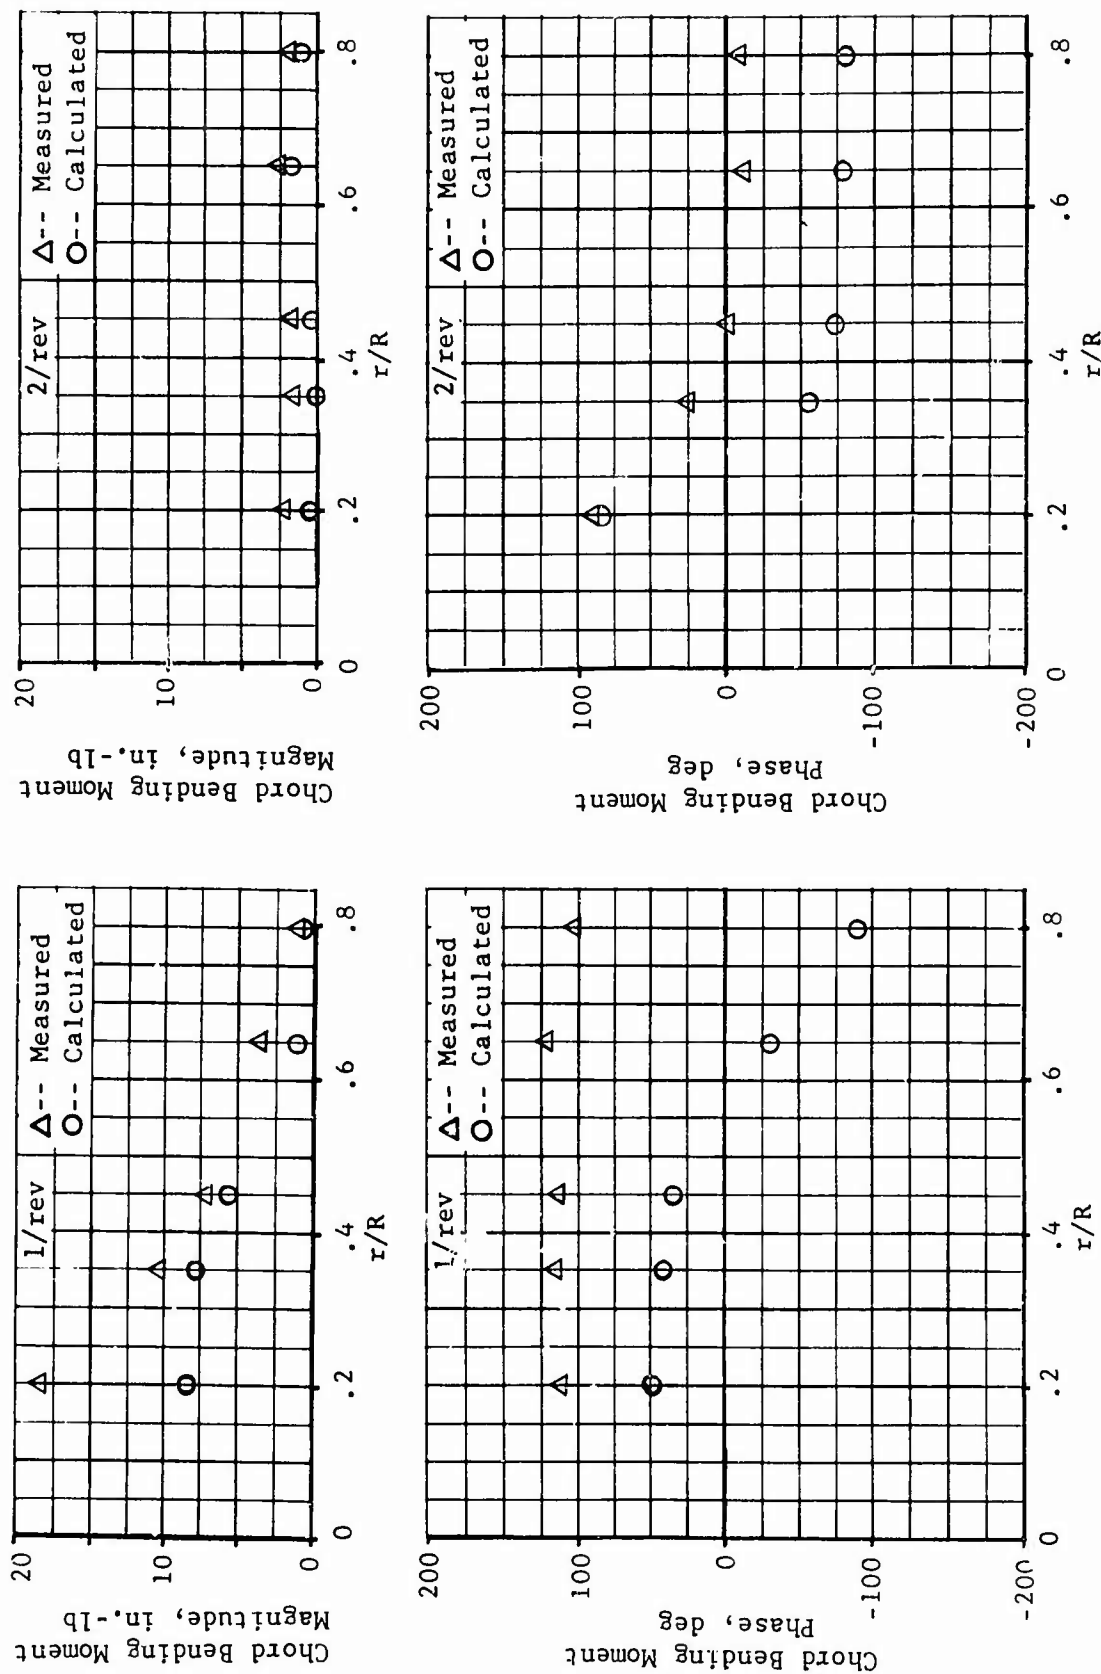 Chord Bending Moment
Magnitude, in.-lb
20
10
0
1/rev
Δ-- Measured
O-- Calculated
0
.2
.4
.6
.8
r/R
Chord Bending Moment
Phase, deg
200
100
0
-100
-200
1/rev
Δ-- Measured
O-- Calculated
0
.2
.4
.6
.8
r/R
Chord Bending Moment
Magnitude, in.-lb
20
10
0
2/rev
Δ-- Measured
O-- Calculated
0
.2
.4
.6
.8
r/R
Chord Bending Moment
Phase, deg
200
100
0
-100
-200
2/rev
Δ-- Measured
O-- Calculated
0
.2
.4
.6
.8
r/R